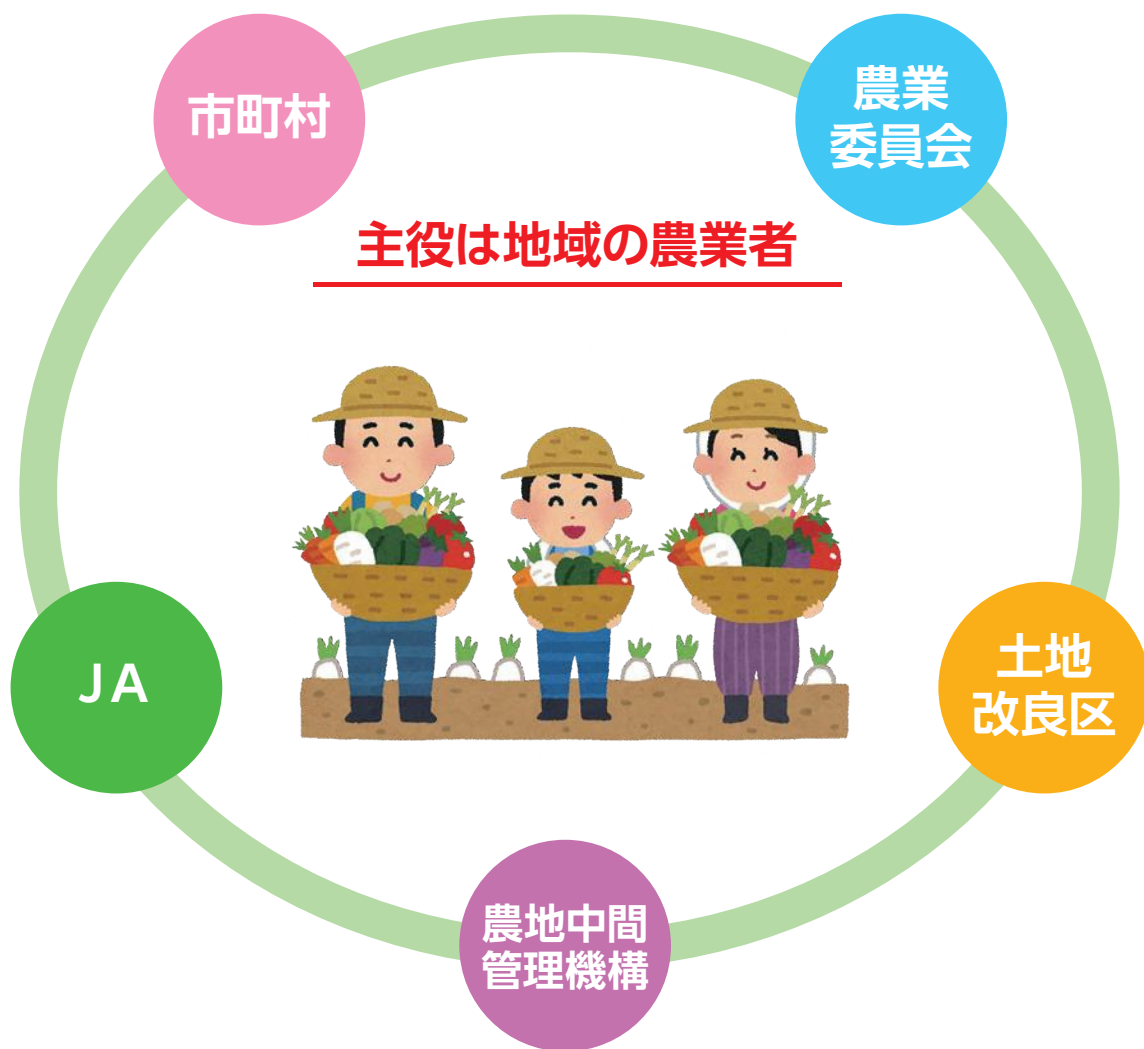 市町村
農業
委員会
主役は地域の農業者
JA
土地
改良区
農地中間
管理機構